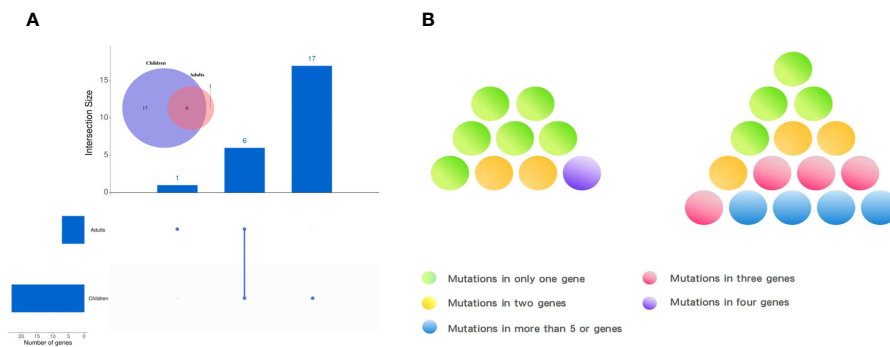 A
B
Children
Adults
1
17
6
Intersection Size
15
10
5
0
1
6
17
Adults
Children
20 15 10 5 0
Number of genes
Mutations in only one gene
Mutations in two genes
Mutations in more than 5 or genes
Mutations in three genes
Mutations in four genes